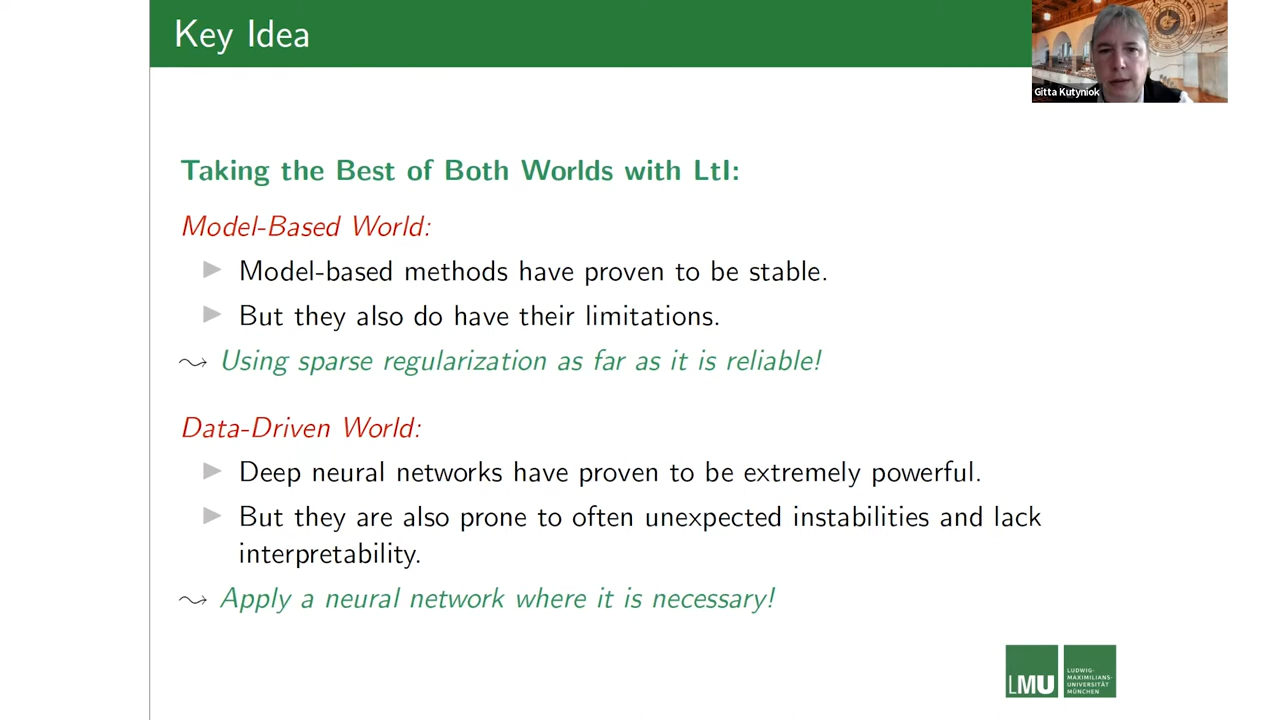 Key Idea
Gitta Kutyniok
Taking the Best of Both Worlds with LtI:
Model-Based World:
Model-based methods have proven to be stable.
But they also do have their limitations.
⤳ Using sparse regularization as far as it is reliable!
Data-Driven World:
Deep neural networks have proven to be extremely powerful.
But they are also prone to often unexpected instabilities and lack
interpretability.
⤳ Apply a neural network where it is necessary!
LMU
LUDWIG-
MAXIMILIANS-
UNIVERSITÄT
MÜNCHEN